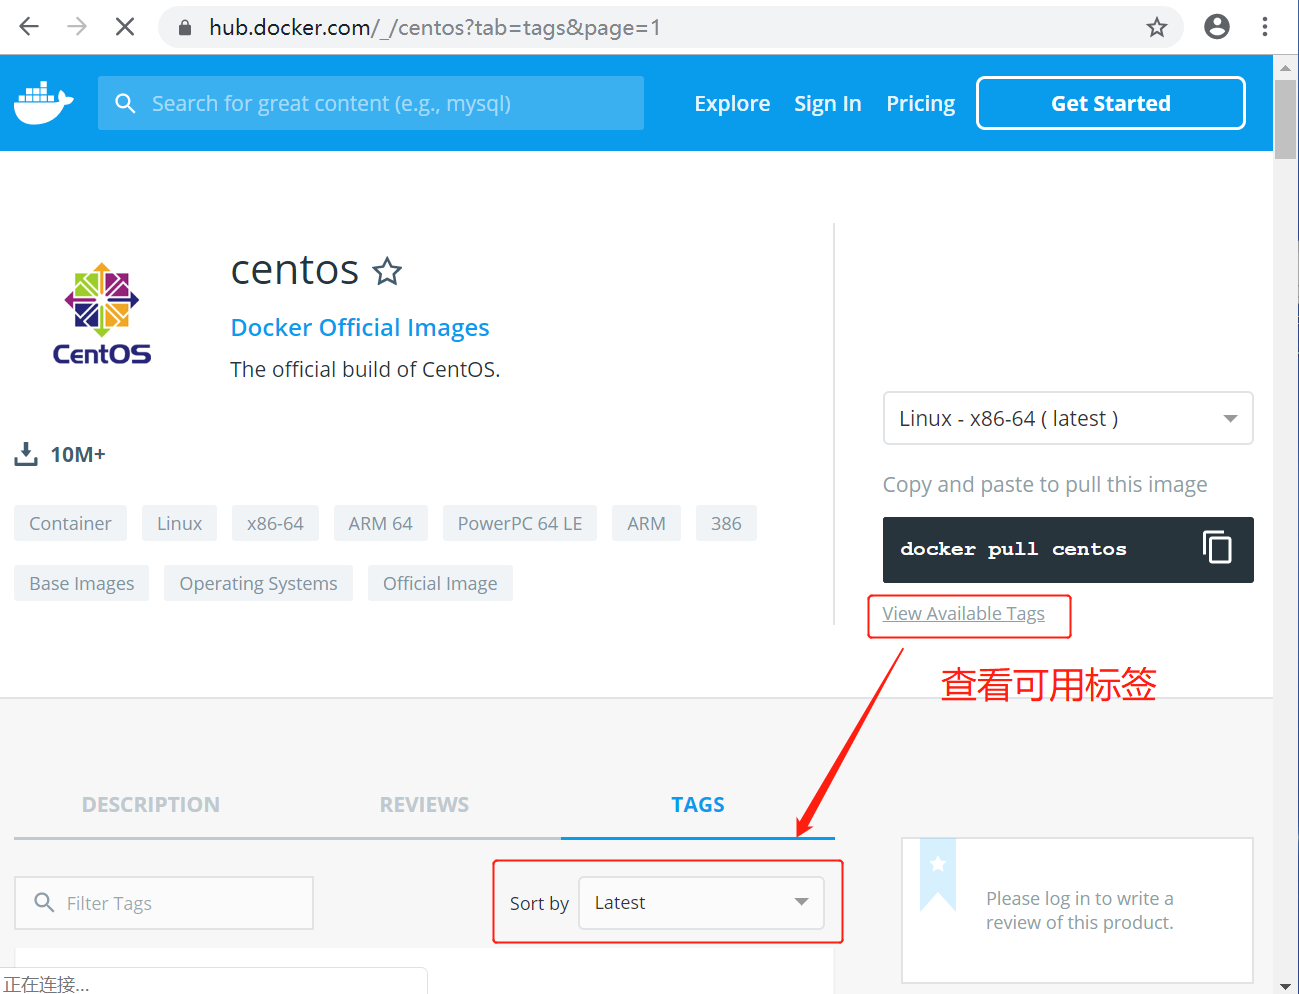 hub.docker.com/_/centos?tab=tags&page=1
Search for great content (e.g., mysql)
Explore
Sign In
Pricing
Get Started
centos
Docker Official Images
The official build of CentOS.
CentOS
10M+
Container
Linux
x86-64
ARM 64
PowerPC 64 LE
ARM
386
Base Images
Operating Systems
Official Image
Linux - x86-64 ( latest )
Copy and paste to pull this image
docker pull centos
View Available Tags
查看可用标签
DESCRIPTION
REVIEWS
TAGS
Filter Tags
Sort by
Latest
Please log in to write a
review of this product.
正在连接...